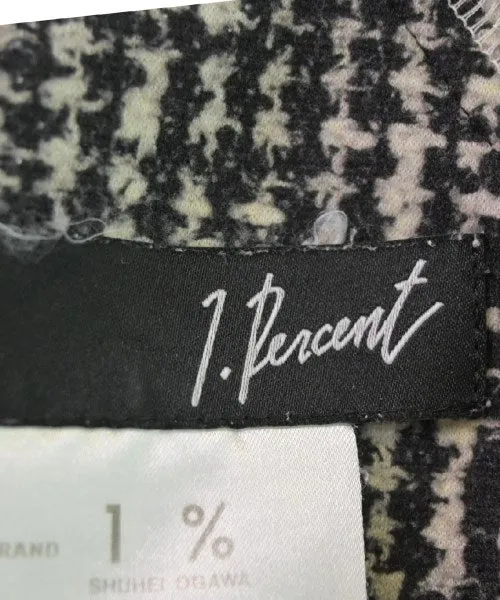 1.Percent
RAND 1 %
SHUHEI OGAWA